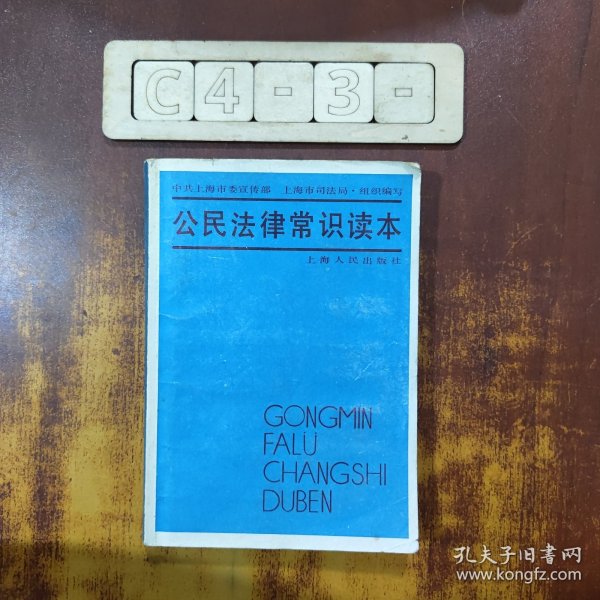 C4-3-
中共上海市委宣传部 上海市司法局·组织编写
公民法律常识读本
上海人民出版社
GONGMIN
FALÜ
CHANGSHI
DUBEN
孔夫子旧书网
www.kongfz.com